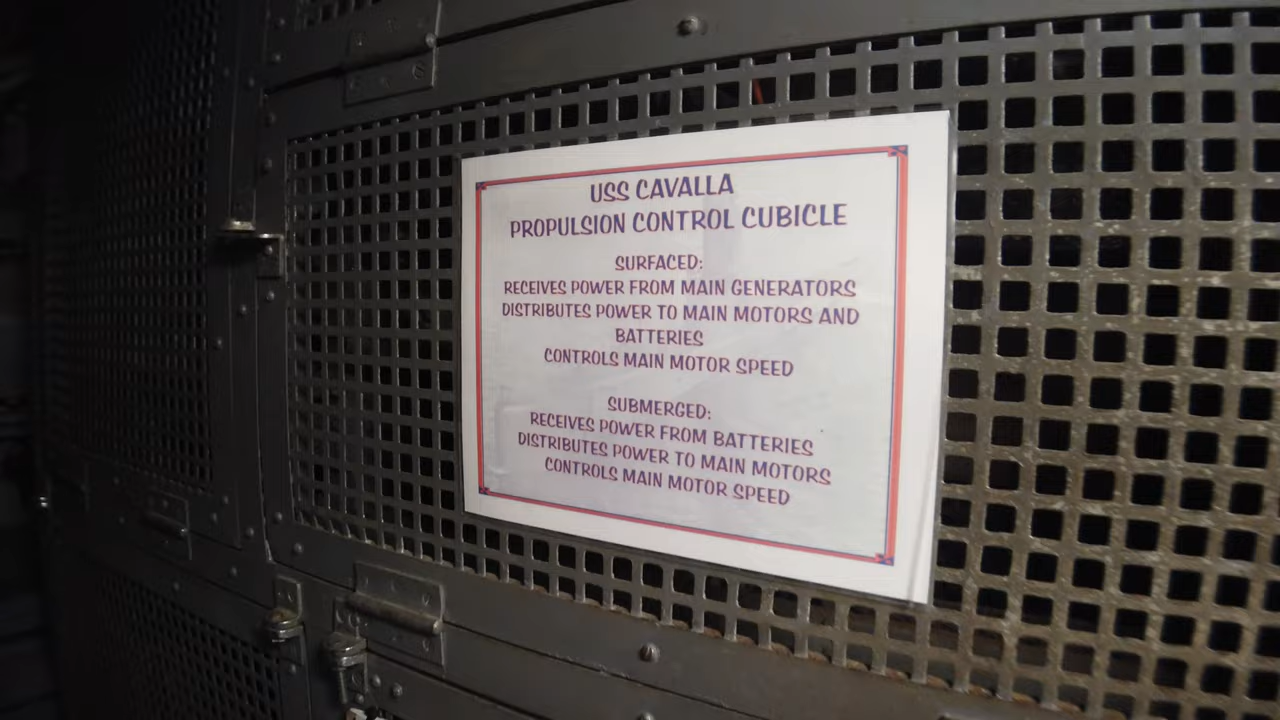 USS CAVALLA
PROPULSION CONTROL CUBICLE
SURFACED:
RECEIVES POWER FROM MAIN GENERATORS
DISTRIBUTES POWER TO MAIN MOTORS AND
BATTERIES
CONTROLS MAIN MOTOR SPEED
SUBMERGED:
RECEIVES POWER FROM BATTERIES
DISTRIBUTES POWER TO MAIN MOTORS
CONTROLS MAIN MOTOR SPEED